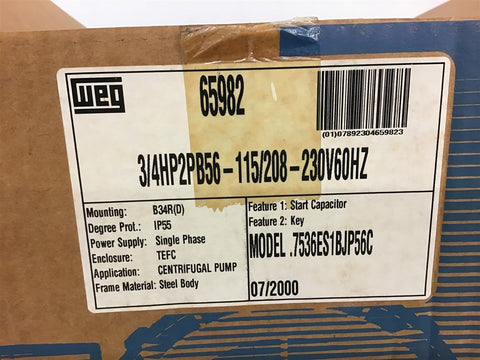 WEG
65982
(01)07892304659823
3/4HP2PB56-115/208-230V60HZ
Mounting: B34R(D)
Degree Prot.: IP55
Power Supply: Single Phase
Enclosure: TEFC
Application: CENTRIFUGAL PUMP
Frame Material: Steel Body
Feature 1: Start Capacitor
Feature 2: Key
MODEL .7536ES1BJP56C
07/2000